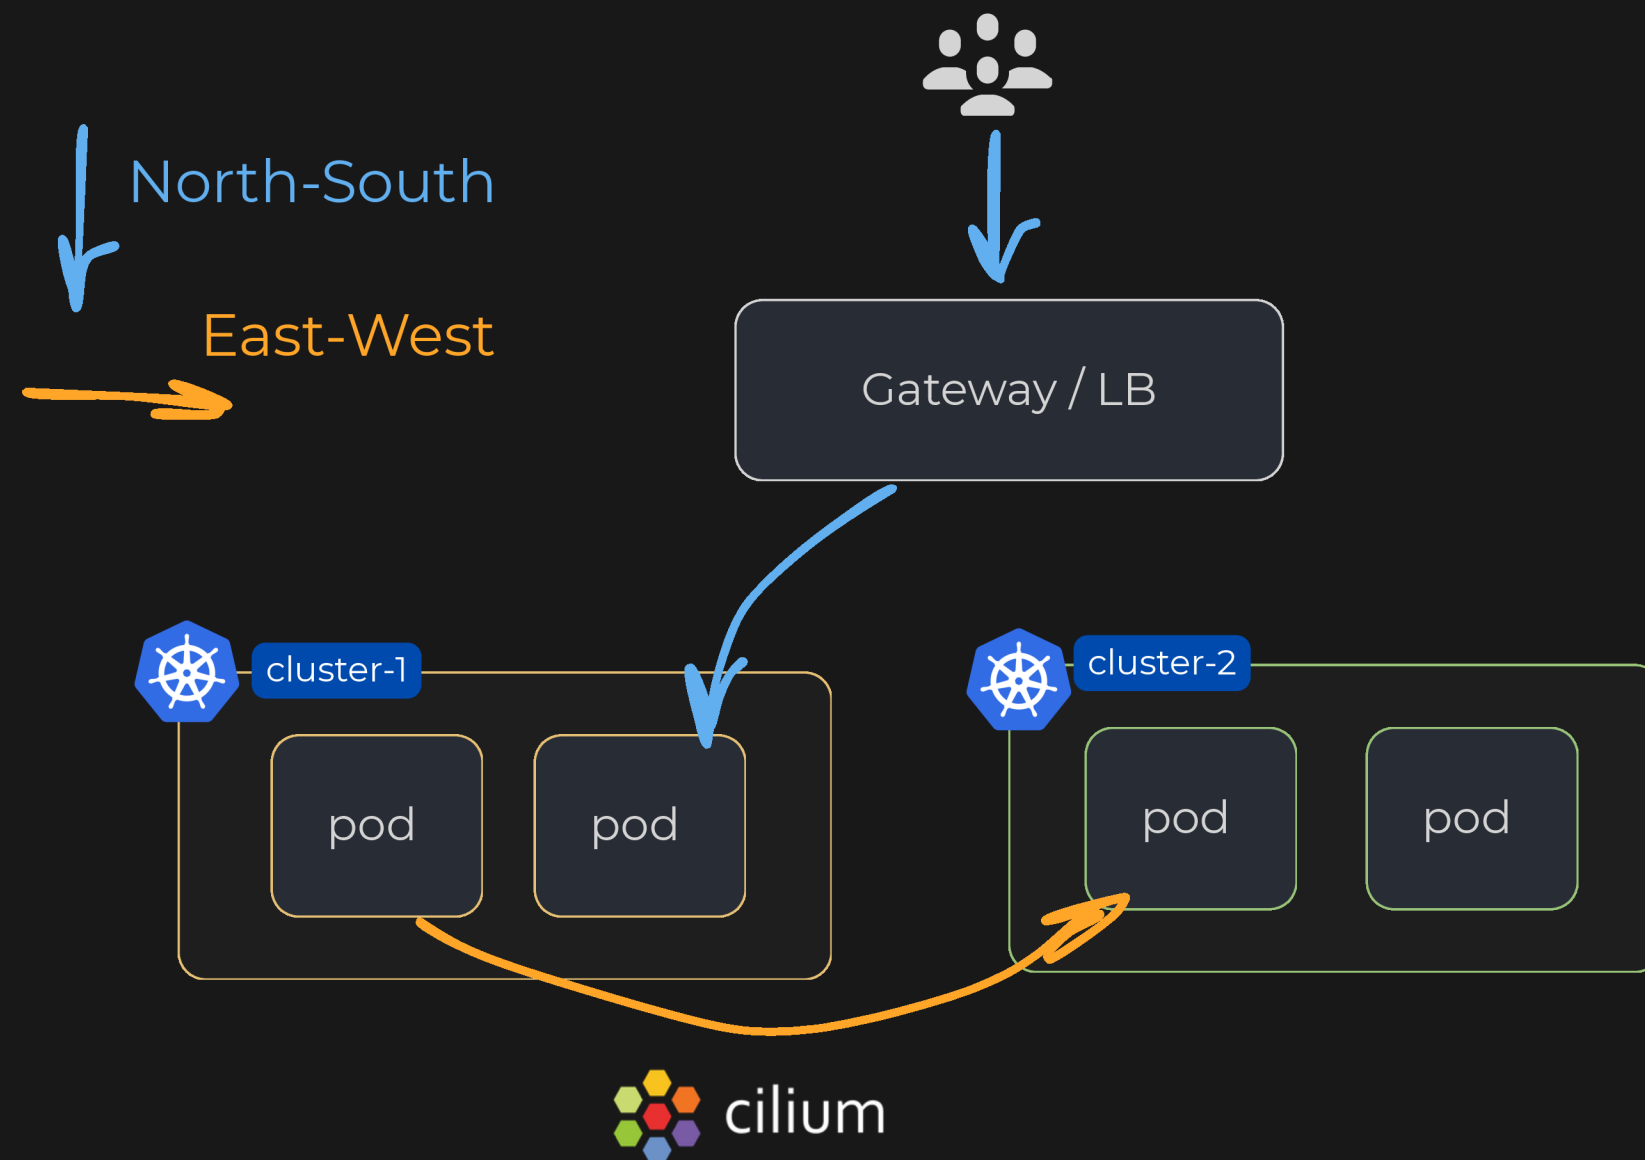 North-South
East-West
Gateway / LB
cluster-1
pod
pod
cluster-2
pod
pod
cilium